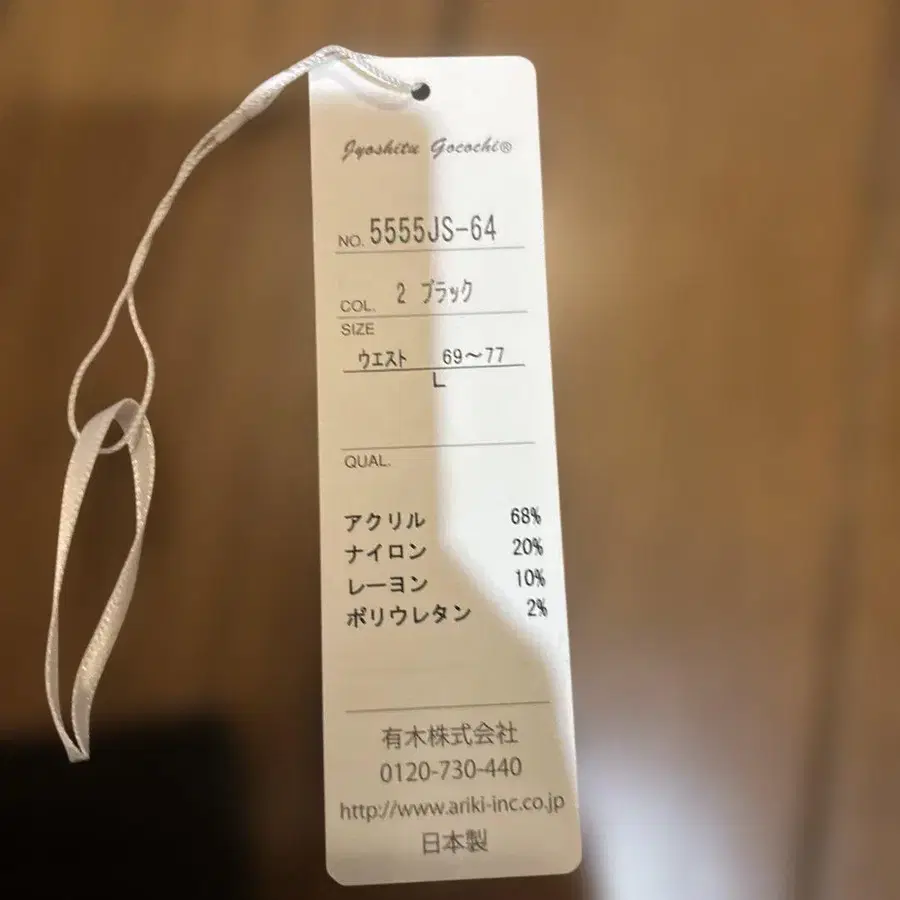 Jyoshitu Gocochi®
NO. 5555JS-64
COL. 2 ブラック
SIZE
ウエスト 69～77
L
QUAL.
アクリル 68%
ナイロン 20%
レーヨン 10%
ポリウレタン 2%
有木株式会社
0120-730-440
http://www.ariki-inc.co.jp
日本製